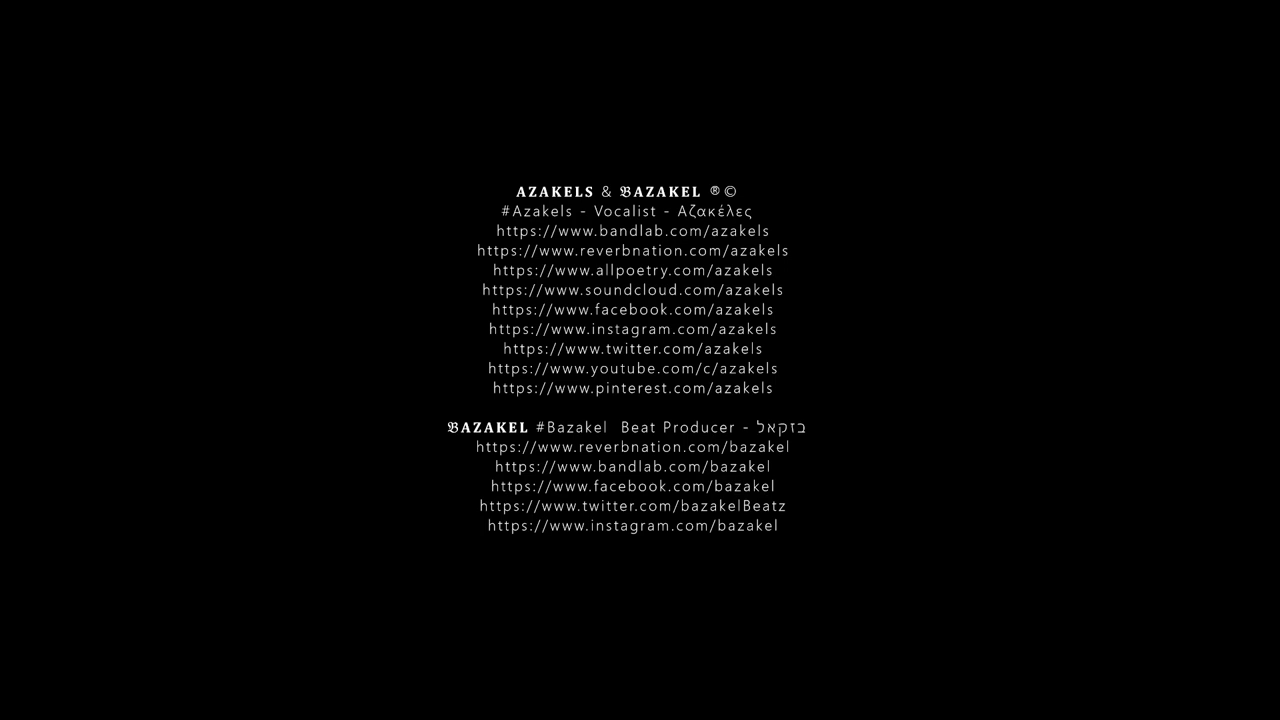 AZAKELS & 𝕭AZAKEL ®©
#Azakels - Vocalist - Αζακέλες
https://www.bandlab.com/azakels
https://www.reverbnation.com/azakels
https://www.allpoetry.com/azakels
https://www.soundcloud.com/azakels
https://www.facebook.com/azakels
https://www.instagram.com/azakels
https://www.twitter.com/azakels
https://www.youtube.com/c/azakels
https://www.pinterest.com/azakels
𝕭AZAKEL #Bazakel Beat Producer - בזקאל
https://www.reverbnation.com/bazakel
https://www.bandlab.com/bazakel
https://www.facebook.com/bazakel
https://www.twitter.com/bazakelBeatz
https://www.instagram.com/bazakel